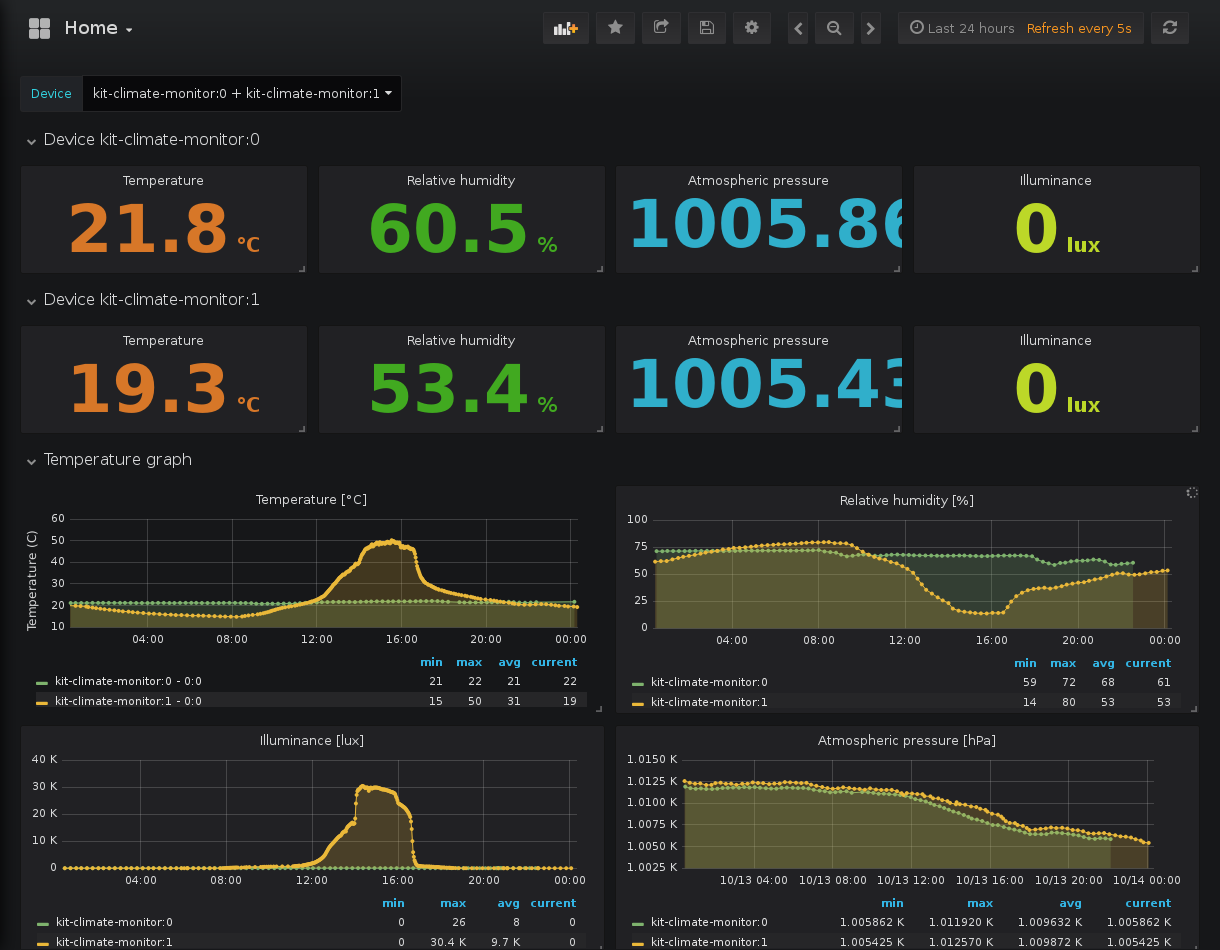 Home
Last 24 hours Refresh every 5s
Device kit-climate-monitor:0 + kit-climate-monitor:1
Device kit-climate-monitor:0
Temperature Relative humidity Atmospheric pressure Illuminance
21.8 °C 60.5 % 1005.86 0 lux
Device kit-climate-monitor:1
Temperature Relative humidity Atmospheric pressure Illuminance
19.3 °C 53.4 % 1005.43 0 lux
Temperature graph
Temperature [°C]
Temperature (C)
60
50
40
30
20
10
04:00 08:00 12:00 16:00 20:00 00:00
min max avg current
kit-climate-monitor:0 - 0:0 21 22 21 22
kit-climate-monitor:1 - 0:0 15 50 31 19
Relative humidity [%]
100
75
50
25
0
04:00 08:00 12:00 16:00 20:00 00:00
min max avg current
kit-climate-monitor:0 59 72 68 61
kit-climate-monitor:1 14 80 53 53
Illuminance [lux]
40 K
30 K
20 K
10 K
0
04:00 08:00 12:00 16:00 20:00 00:00
min max avg current
kit-climate-monitor:0 0 26 8 0
kit-climate-monitor:1 0 30.4 K 9.7 K 0
Atmospheric pressure [hPa]
1.0150 K
1.0125 K
1.0100 K
1.0075 K
1.0050 K
1.0025 K
10/13 04:00 10/13 08:00 10/13 12:00 10/13 16:00 10/13 20:00 10/14 00:00
min max avg current
kit-climate-monitor:0 1.005862 K 1.011920 K 1.009632 K 1.005862 K
kit-climate-monitor:1 1.005425 K 1.012570 K 1.009872 K 1.005425 K